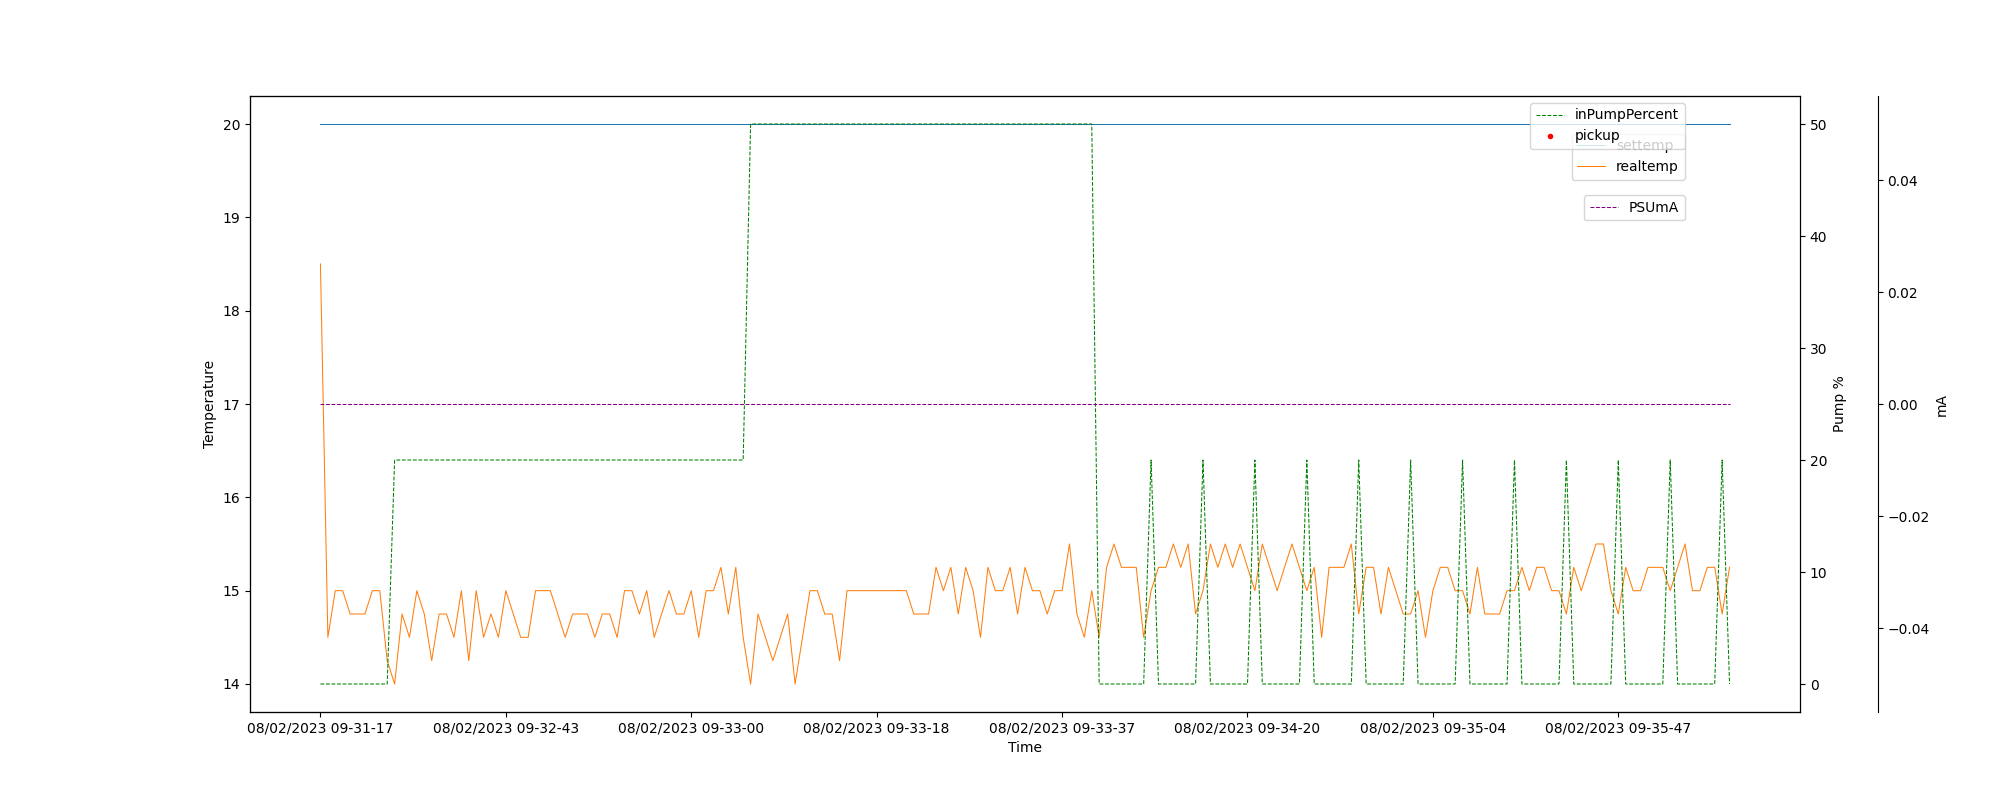 inPumpPercent
pickup
settemp
realtemp
PSUmA
20
19
18
17
16
15
14
Temperature
50
40
30
20
10
0
Pump %
0.04
0.02
0.00
−0.02
−0.04
mA
08/02/2023 09-31-17
08/02/2023 09-32-43
08/02/2023 09-33-00
08/02/2023 09-33-18
08/02/2023 09-33-37
08/02/2023 09-34-20
08/02/2023 09-35-04
08/02/2023 09-35-47
Time